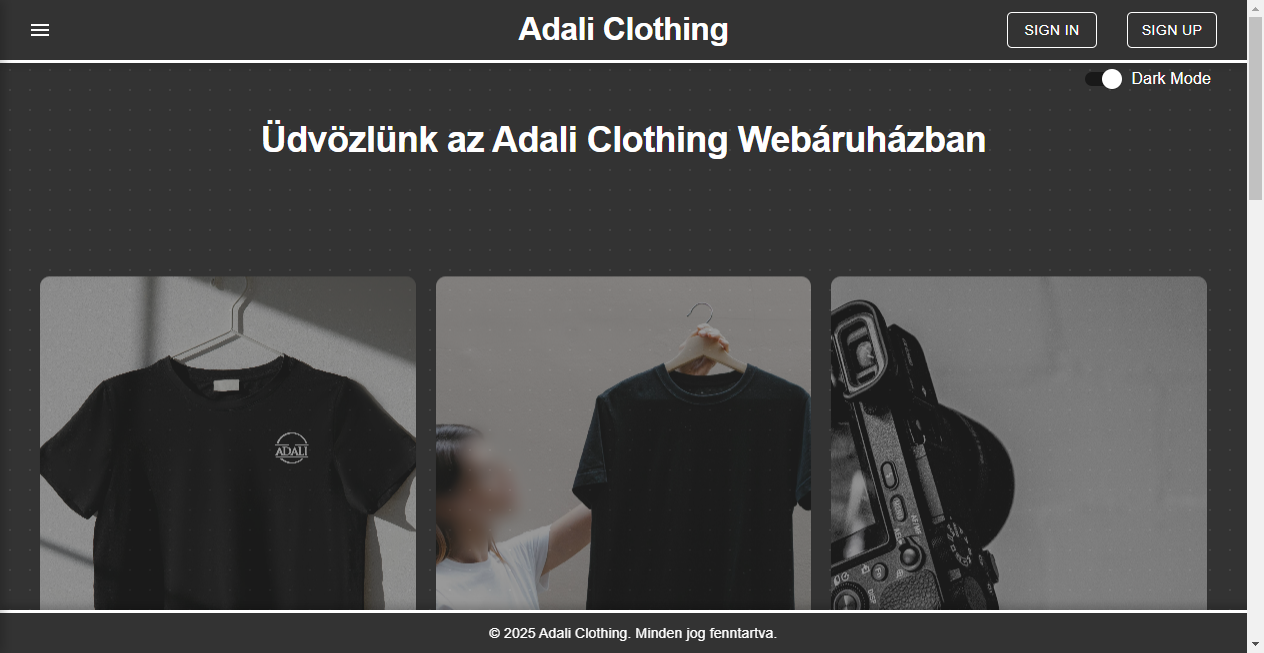 Adali Clothing
SIGN IN
SIGN UP
Dark Mode
Üdvözlünk az Adali Clothing Webáruházban
ADALI
© 2025 Adali Clothing. Minden jog fenntartva.